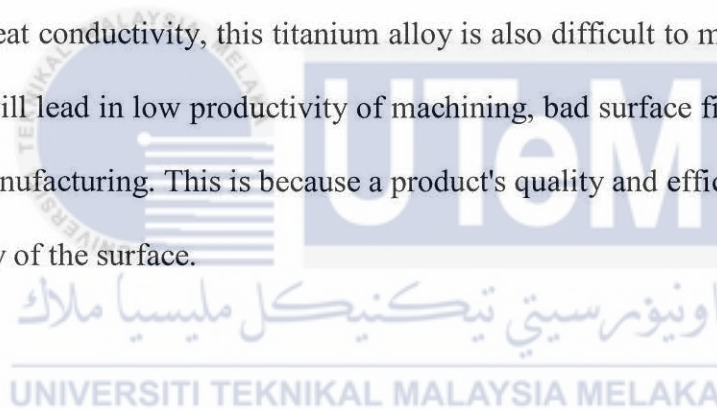 eat conductivity, this titanium alloy is also difficult to m
ill lead in low productivity of machining, bad surface fi
nufacturing. This is because a product's quality and effic
y of the surface.
UTeM
اونيۏرسيتي تيكنيكل مليسيا ملاك
UNIVERSITI TEKNIKAL MALAYSIA MELAKA